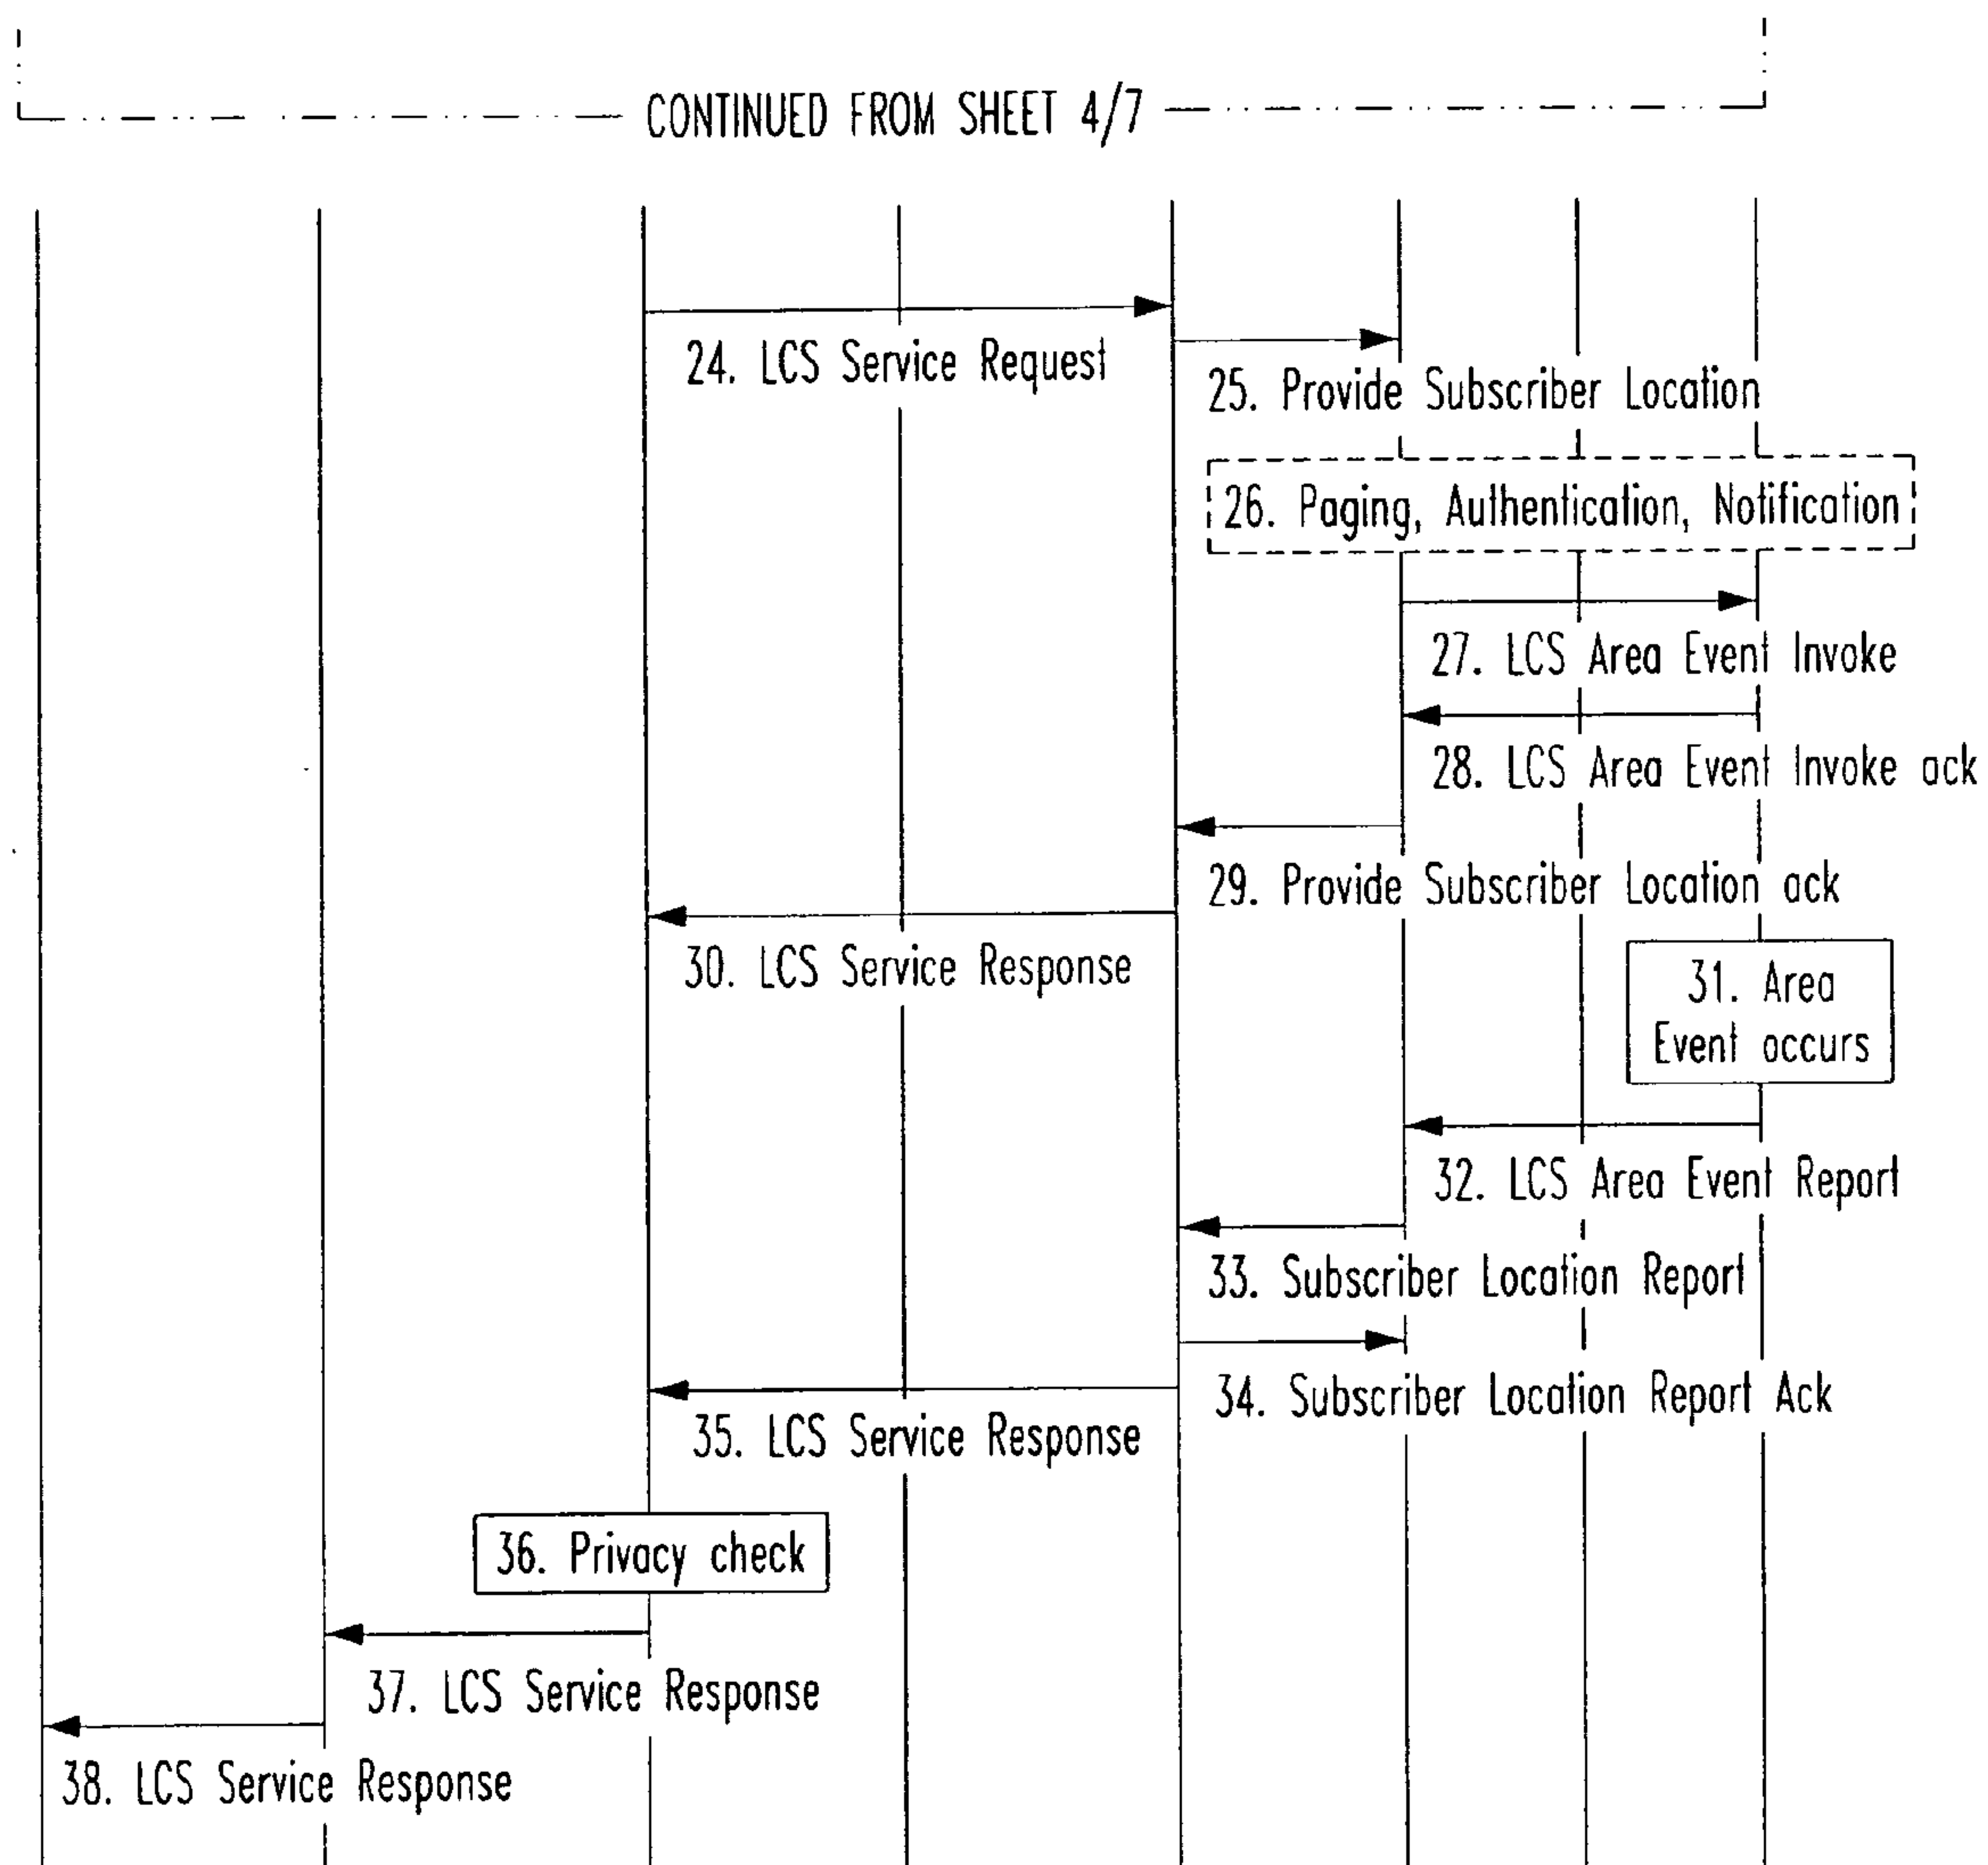 CONTINUED FROM SHEET 4/7
24. LCS Service Request
25. Provide Subscriber Location
26. Paging, Authentication, Notification
27. LCS Area Event Invoke
28. LCS Area Event Invoke ack
29. Provide Subscriber Location ack
30. LCS Service Response
31. Area
Event occurs
32. LCS Area Event Report
33. Subscriber Location Report
34. Subscriber Location Report Ack
35. LCS Service Response
36. Privacy check
37. LCS Service Response
38. LCS Service Response